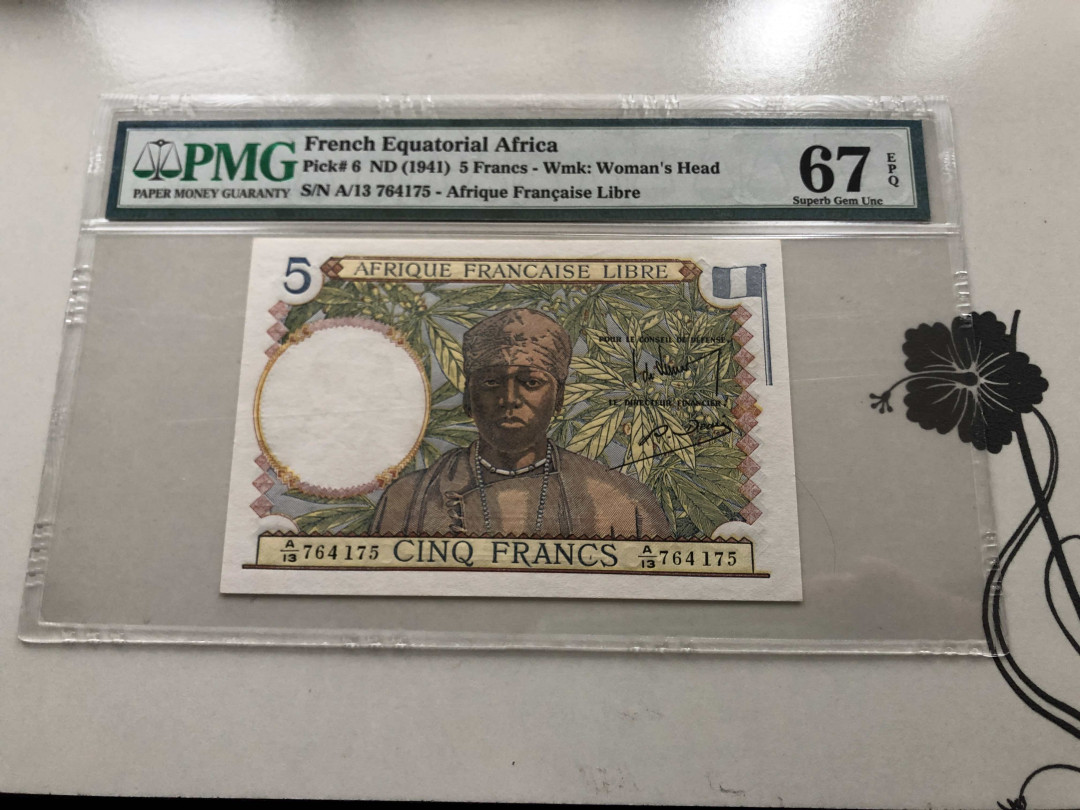 PMG
PAPER MONEY GUARANTY
French Equatorial Africa
Pick# 6 ND (1941) 5 Francs - Wmk: Woman's Head
S/N A/13 764175 - Afrique Française Libre
67 EPQ
Superb Gem Unc
5
AFRIQUE FRANCAISE LIBRE
POUR LE CONSEIL DE DEFENSE,
LE DIRECTEUR FINANCIER,
A/13 764175 CINQ FRANCS A/13 764175